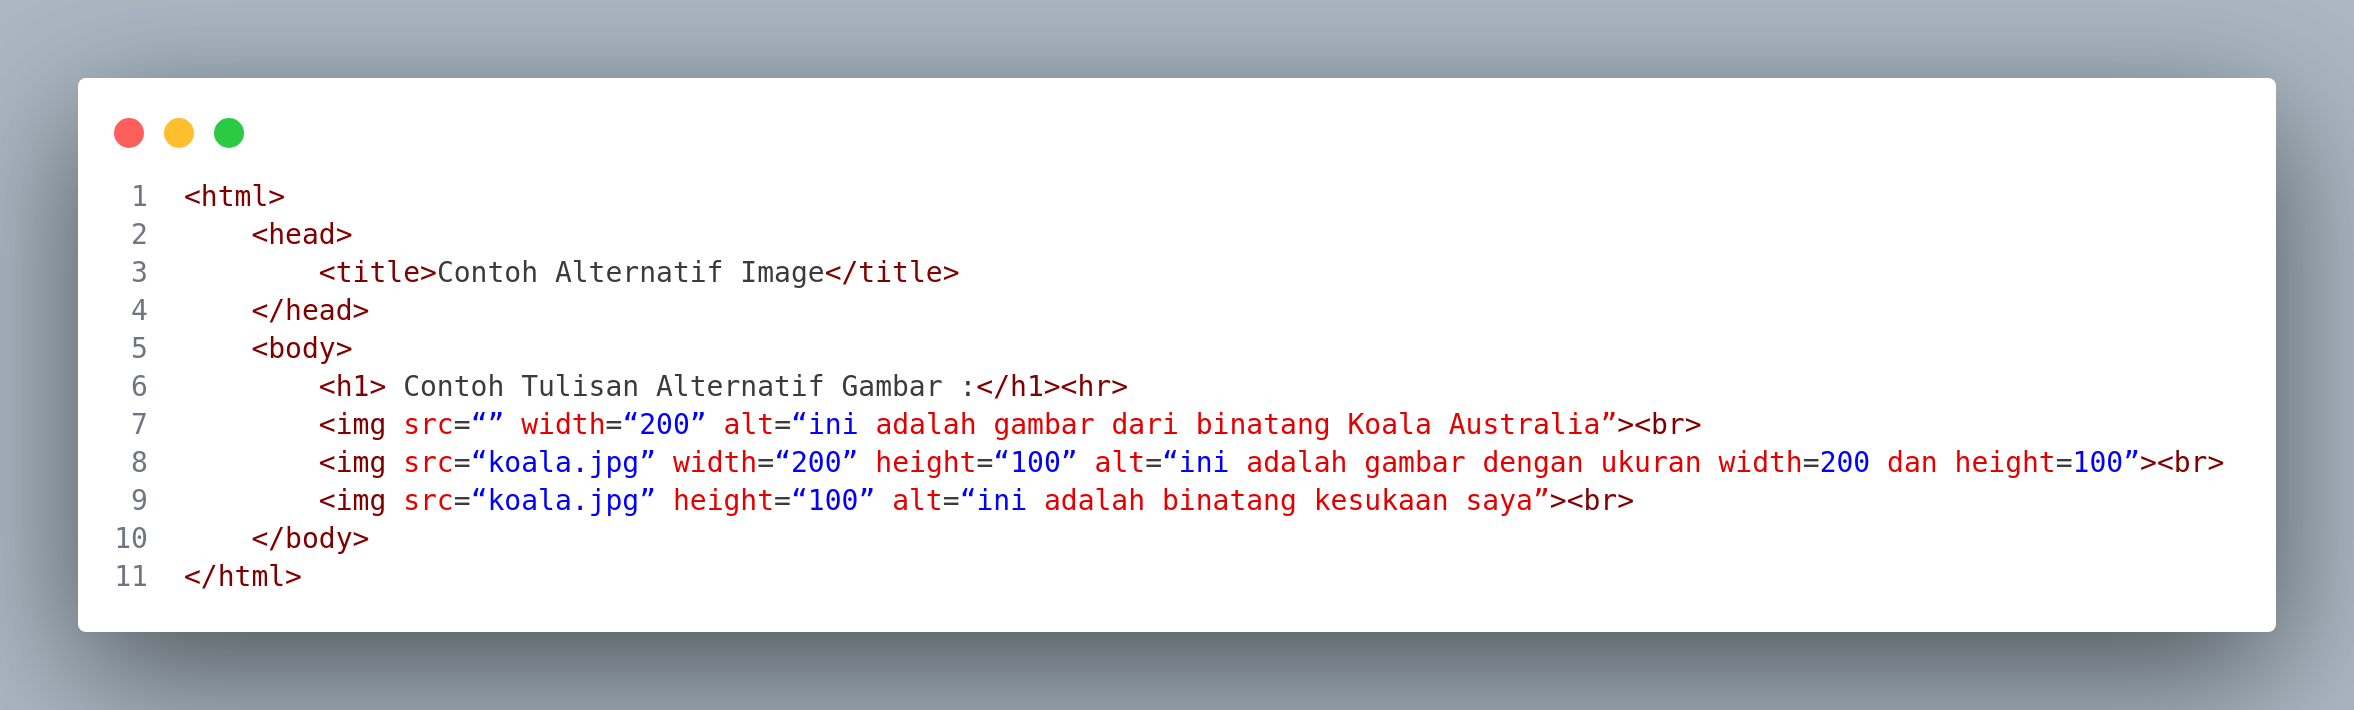 1 <html>
2     <head>
3         <title>Contoh Alternatif Image</title>
4     </head>
5     <body>
6         <h1> Contoh Tulisan Alternatif Gambar :</h1><hr>
7         <img src=“” width=“200” alt=“ini adalah gambar dari binatang Koala Australia”><br>
8         <img src=“koala.jpg” width=“200” height=“100” alt=“ini adalah gambar dengan ukuran width=200 dan height=100”><br>
9         <img src=“koala.jpg” height=“100” alt=“ini adalah binatang kesukaan saya”><br>
10     </body>
11 </html>